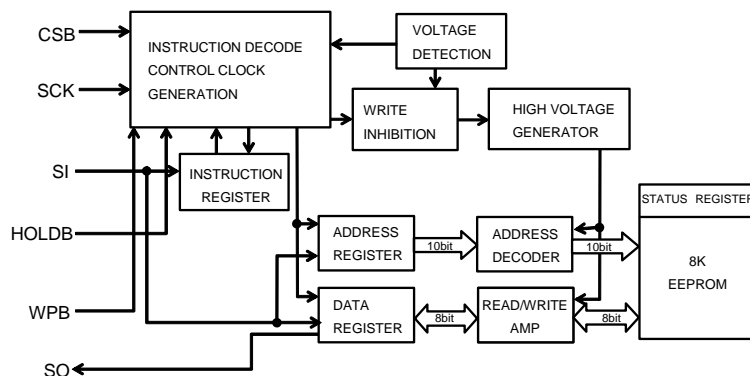 CSB
SCK
SI
HOLDB
WPB
SO
INSTRUCTION DECODE
CONTROL CLOCK
GENERATION
VOLTAGE
DETECTION
WRITE
INHIBITION
HIGH VOLTAGE
GENERATOR
INSTRUCTION
REGISTER
ADDRESS
REGISTER
10bit
ADDRESS
DECODER
10bit
STATUS REGISTER
8K
EEPROM
DATA
REGISTER
8bit
READ/WRITE
AMP
8bit